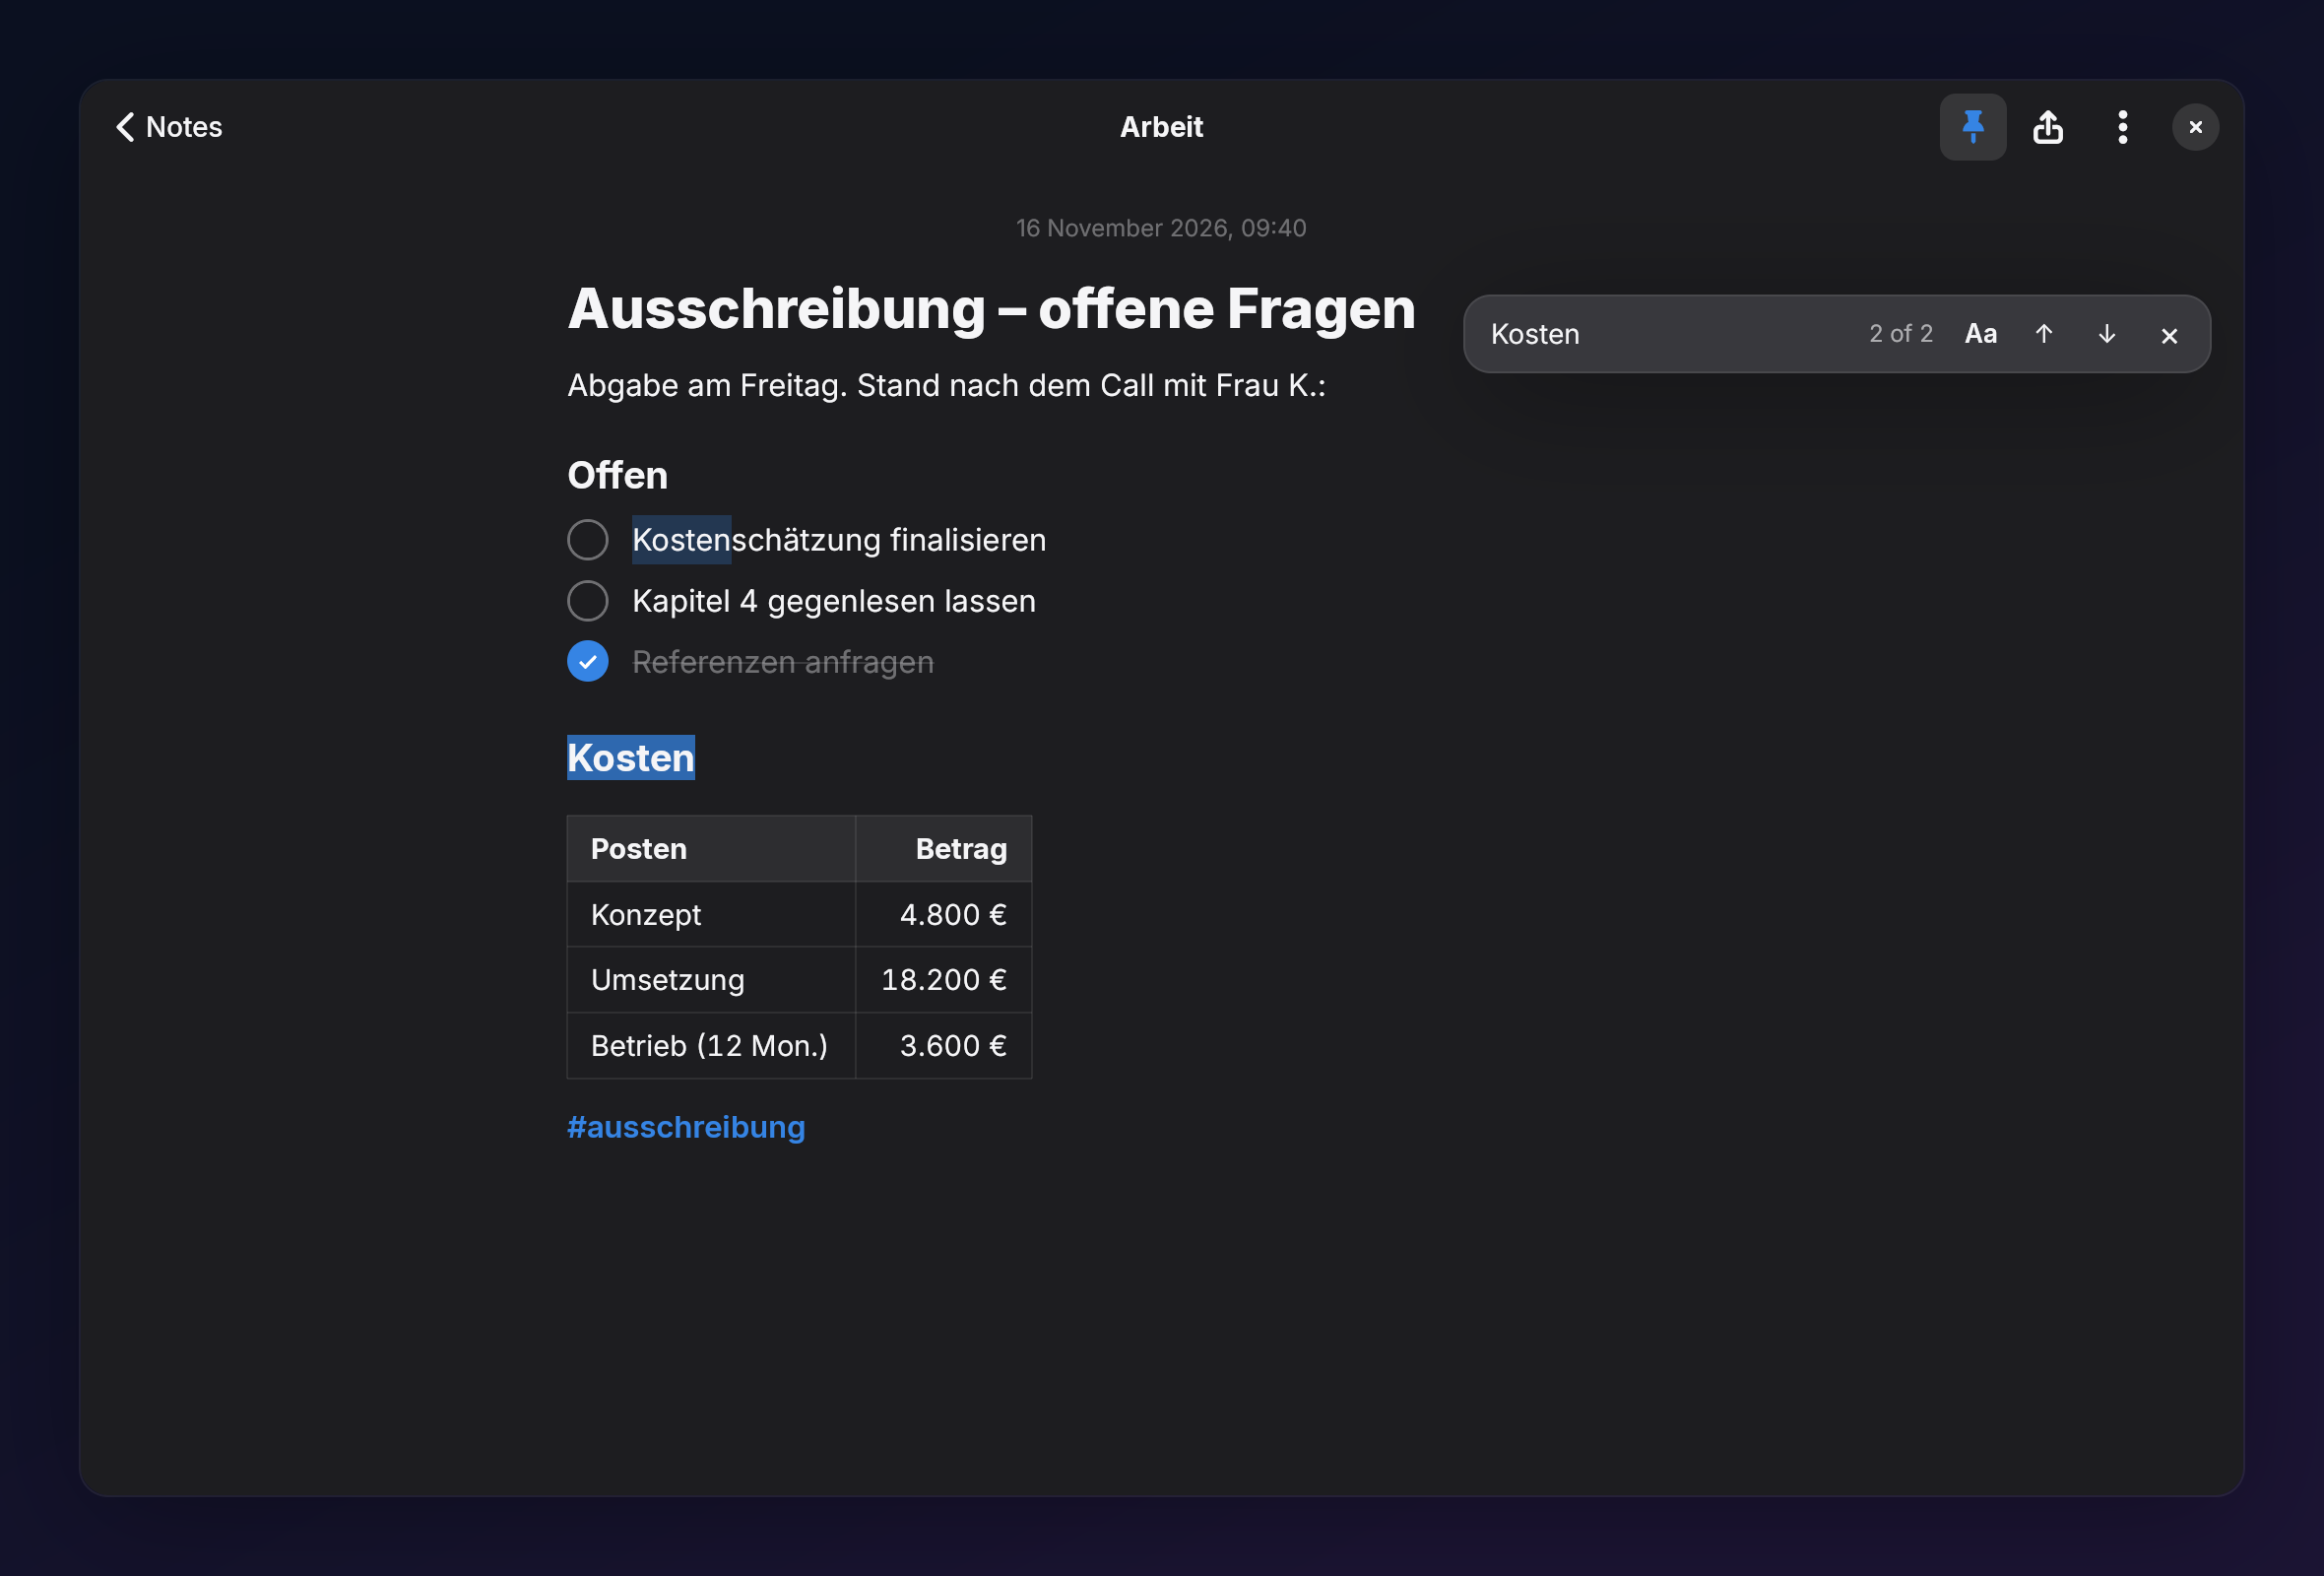 Notes
Arbeit
16 November 2026, 09:40
Ausschreibung – offene Fragen
Kosten 2 of 2 Aa
Abgabe am Freitag. Stand nach dem Call mit Frau K.:
Offen
Kostenschätzung finalisieren
Kapitel 4 gegenlesen lassen
Referenzen anfragen
Kosten
Posten Betrag
Konzept 4.800 €
Umsetzung 18.200 €
Betrieb (12 Mon.) 3.600 €
#ausschreibung